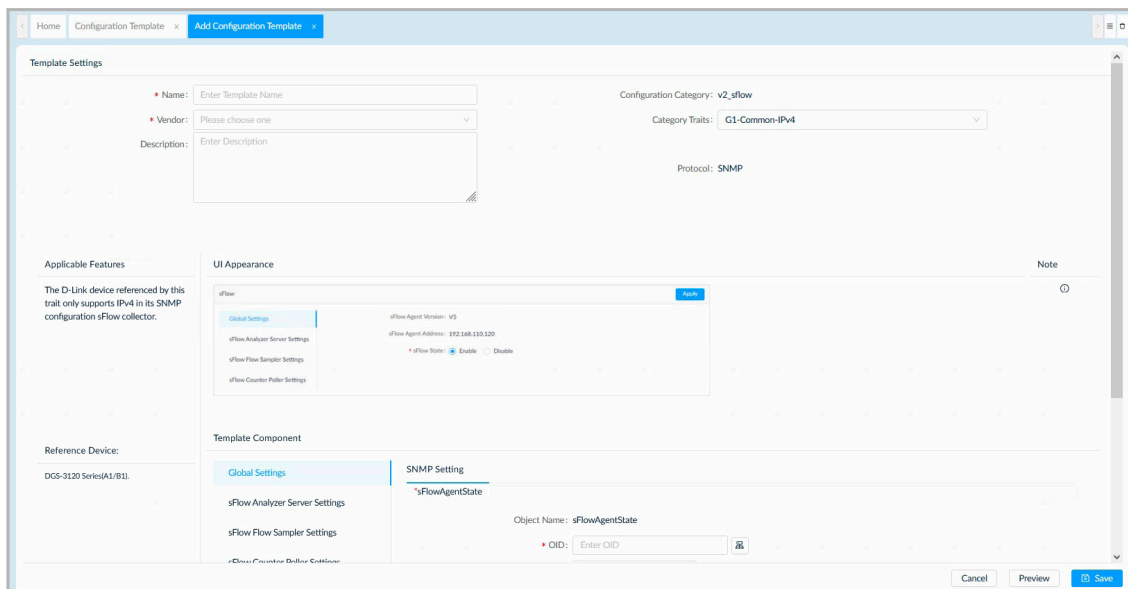 Home
Configuration Template x
Add Configuration Template x
Template Settings
* Name: Enter Template Name
Configuration Category: v2_sflow
* Vendor: Please choose one
Category Traits: G1-Common-IPv4
Description: Enter Description
Protocol: SNMP
Applicable Features
UI Appearance
Note
The D-Link device referenced by this
trait only supports IPv4 in its SNMP
configuration sFlow collector.
sFlow
Apply
Global Settings
sFlow Agent Version: V5
sFlow Analyzer Server Settings
sFlow Agent Address: 192.168.110.120
sFlow Flow Sampler Settings
* sFlow State: Enable Disable
sFlow Counter Poller Settings
Template Component
Reference Device:
DGS-3120 Series(A1/B1).
Global Settings
SNMP Setting
sFlow Analyzer Server Settings
*sFlowAgentState
Object Name: sFlowAgentState
sFlow Flow Sampler Settings
* OID: Enter OID
sFlow Counter Poller Settings
Cancel
Preview
Save